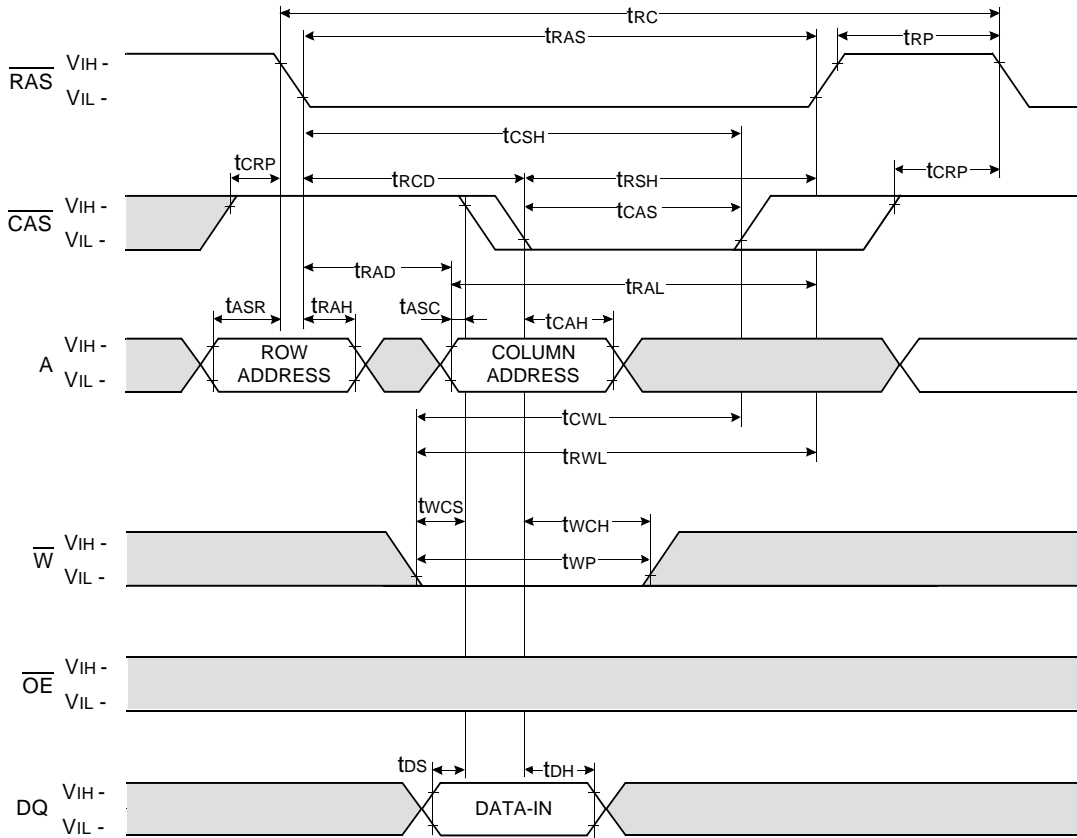 tRC
tRAS
tRP
RAS
VIH -
VIL -
tCSH
tCRP
tRCD
tRSH
tCRP
CAS
VIH -
VIL -
tCAS
tRAD
tRAL
tASR
tRAH
tASC
tCAH
A
VIH -
VIL -
ROW
ADDRESS
COLUMN
ADDRESS
tCWL
tRWL
tWCS
tWCH
W
VIH -
VIL -
tWP
OE
VIH -
VIL -
tDS
tDH
DQ
VIH -
VIL -
DATA-IN